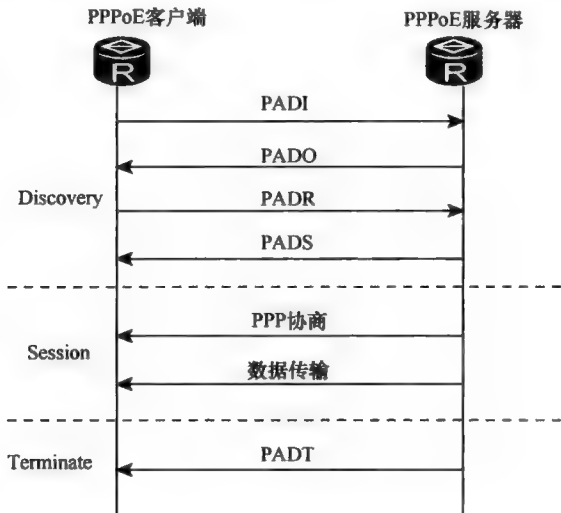 PPPoE客户端 PPPoE服务器
R R
PADI
PADO
Discovery
PADR
PADS
PPP协商
Session
数据传输
Terminate
PADT